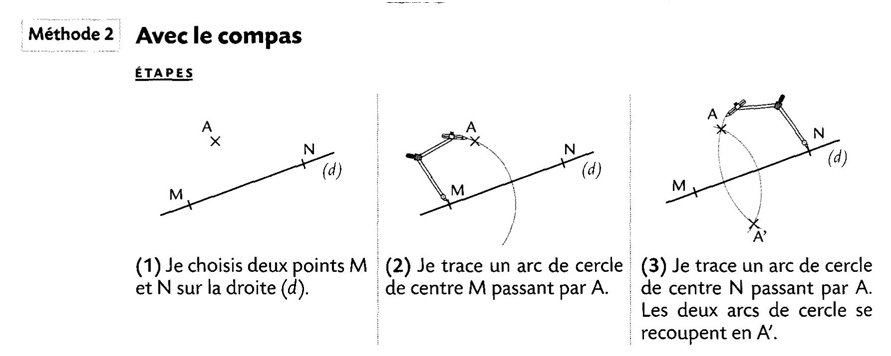 Méthode 2 Avec le compas
ÉTAPES
A
N
M
(d)
(1) Je choisis deux points M
et N sur la droite (d).
A
N
M
(d)
(2) Je trace un arc de cercle
de centre M passant par A.
A
N
M
(d)
A'
(3) Je trace un arc de cercle
de centre N passant par A.
Les deux arcs de cercle se
recoupent en A'.